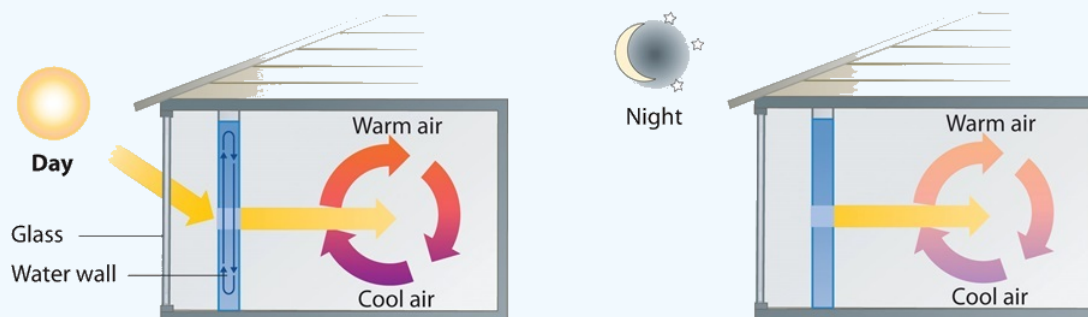 Day
Glass
Water wall
Warm air
Cool air
Night
Warm air
Cool air